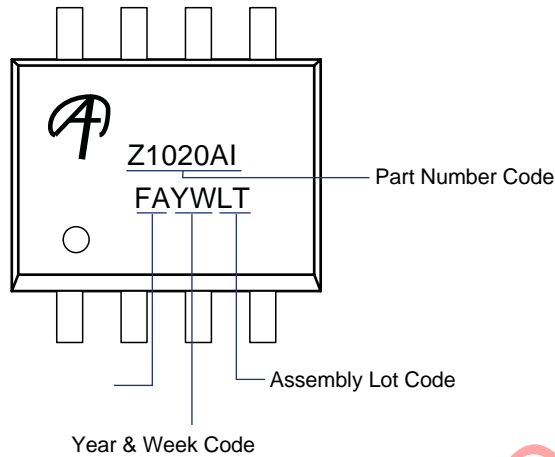 Z1020AI
Part Number Code
FAYWLT
Assembly Lot Code
Year & Week Code